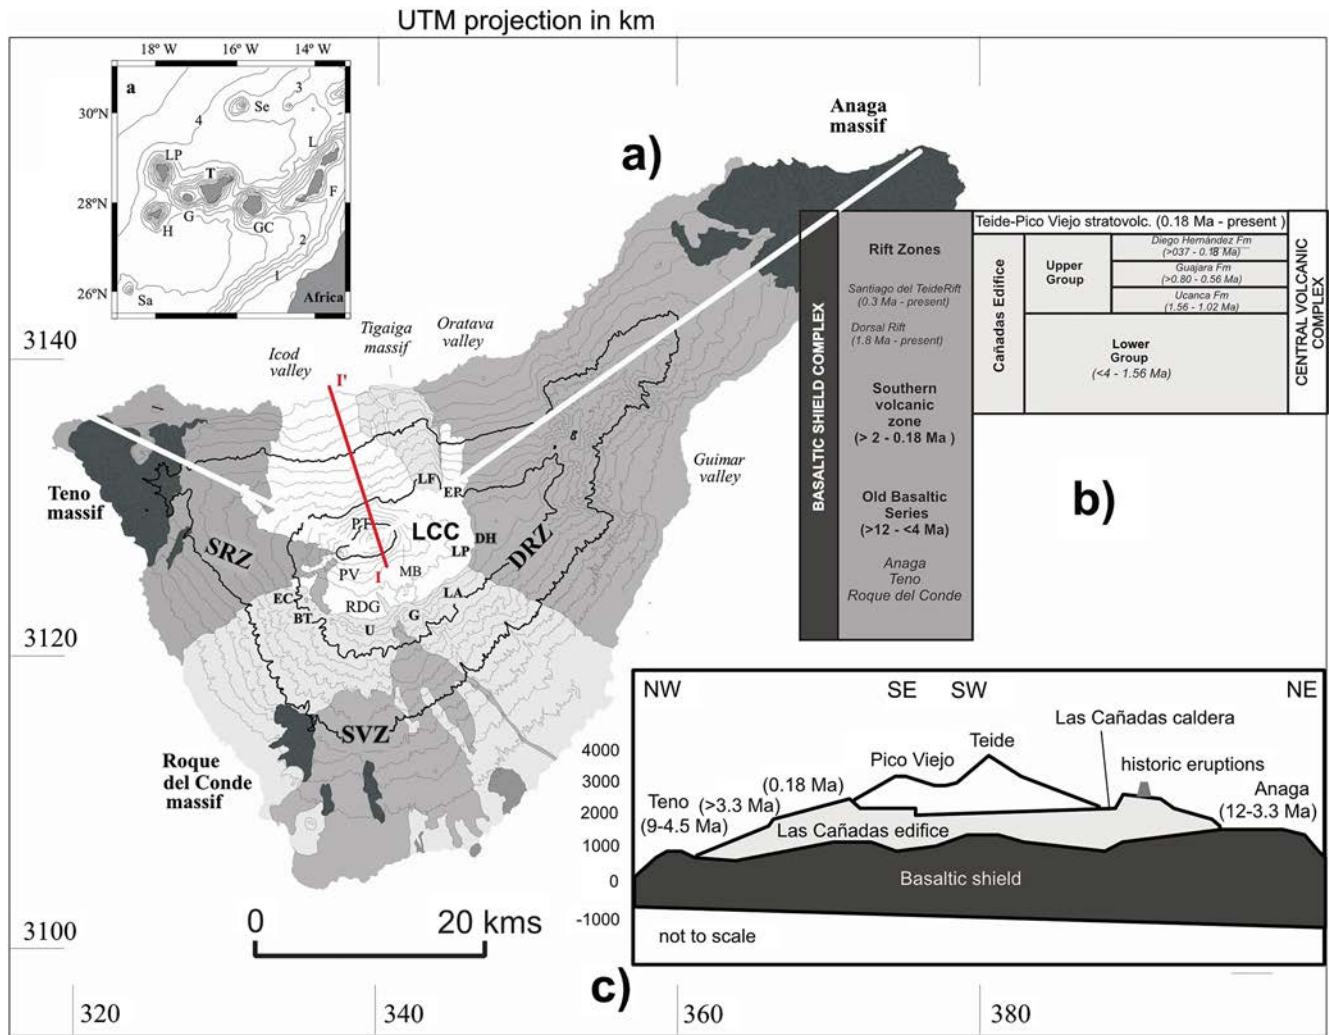 UTM projection in km
18° W
16° W
14° W
a
30°N
28°N
26°N
3
4
Se
L
LP
T
F
G
GC
H
2
1
Sa
Africa
Anaga
massif
a)
Tigaiga
massif
Oratava
valley
Icod
valley
I'
3140
3120
3100
320
340
360
380
Teno
massif
Guimar
valley
LF
ER
PT
LCC
DH
LP
SRZ
DRZ
PV
I
MB
EC
LA
RDG
BT
G
U
SVZ
Roque
del Conde
massif
0
20 kms
BASALTIC SHIELD COMPLEX
Rift Zones
Santiago del TeideRift
(0.3 Ma - present)
Dorsal Rift
(1.8 Ma - present)
Southern
volcanic
zone
(> 2 - 0.18 Ma )
Old Basaltic
Series
(>12 - <4 Ma)
Anaga
Teno
Roque del Conde
Teide-Pico Viejo stratovolc. (0.18 Ma - present )
Cañadas Edifice
Upper
Group
Diego Hernández Fm
(>037 - 0.18 Ma)
Guajara Fm
(>0.80 - 0.56 Ma)
Ucanca Fm
(1.56 - 1.02 Ma)
Lower
Group
(<4 - 1.56 Ma)
CENTRAL VOLCANIC
COMPLEX
b)
NW
SE
SW
NE
Las Cañadas caldera
Teide
Pico Viejo
historic eruptions
4000
3000
2000
1000
0
-1000
(0.18 Ma)
Teno
(>3.3 Ma)
(9-4.5 Ma)
Anaga
(12-3.3 Ma)
Las Cañadas edifice
Basaltic shield
not to scale
c)